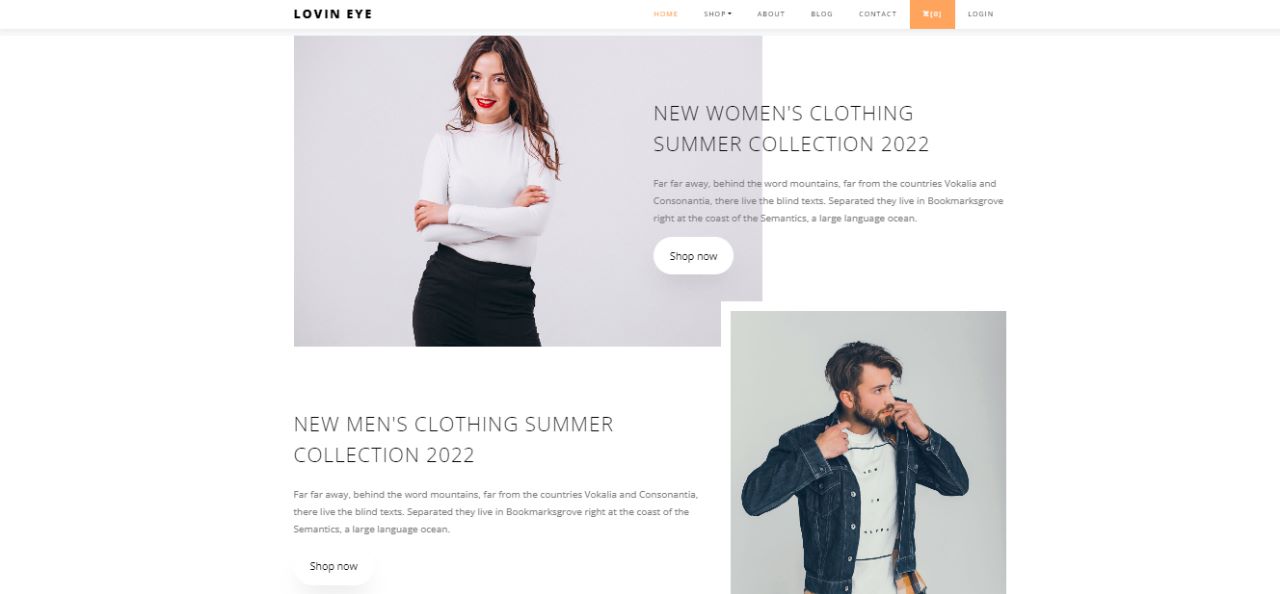 LOVIN EYE
HOME SHOP ABOUT BLOG CONTACT [0] LOGIN
NEW WOMEN'S CLOTHING
SUMMER COLLECTION 2022
Far far away, behind the word mountains, far from the countries Vokalia and
Consonantia, there live the blind texts. Separated they live in Bookmarksgrove
right at the coast of the Semantics, a large language ocean.
Shop now
NEW MEN'S CLOTHING SUMMER
COLLECTION 2022
Far far away, behind the word mountains, far from the countries Vokalia and Consonantia,
there live the blind texts. Separated they live in Bookmarksgrove right at the coast of the
Semantics, a large language ocean.
Shop now